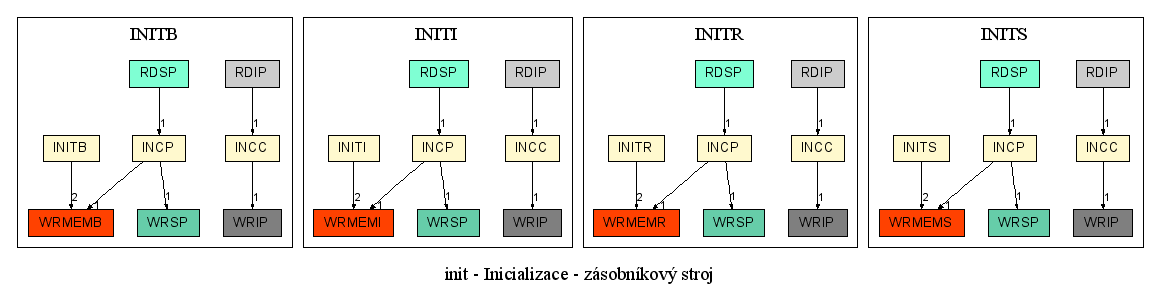 INITB INITI INITR INITS
RDSP RDIP RDSP RDIP RDSP RDIP RDSP RDIP
1 1 1 1 1 1 1 1
INITB INCP INCC INITI INCP INCC INITR INCP INCC INITS INCP INCC
2 1 1 1 2 1 1 1 2 1 1 1 2 1 1 1
WRMEMB WRSP WRIP WRMEMI WRSP WRIP WRMEMR WRSP WRIP WRMEMS WRSP WRIP
init - Inicializace - zásobníkový stroj